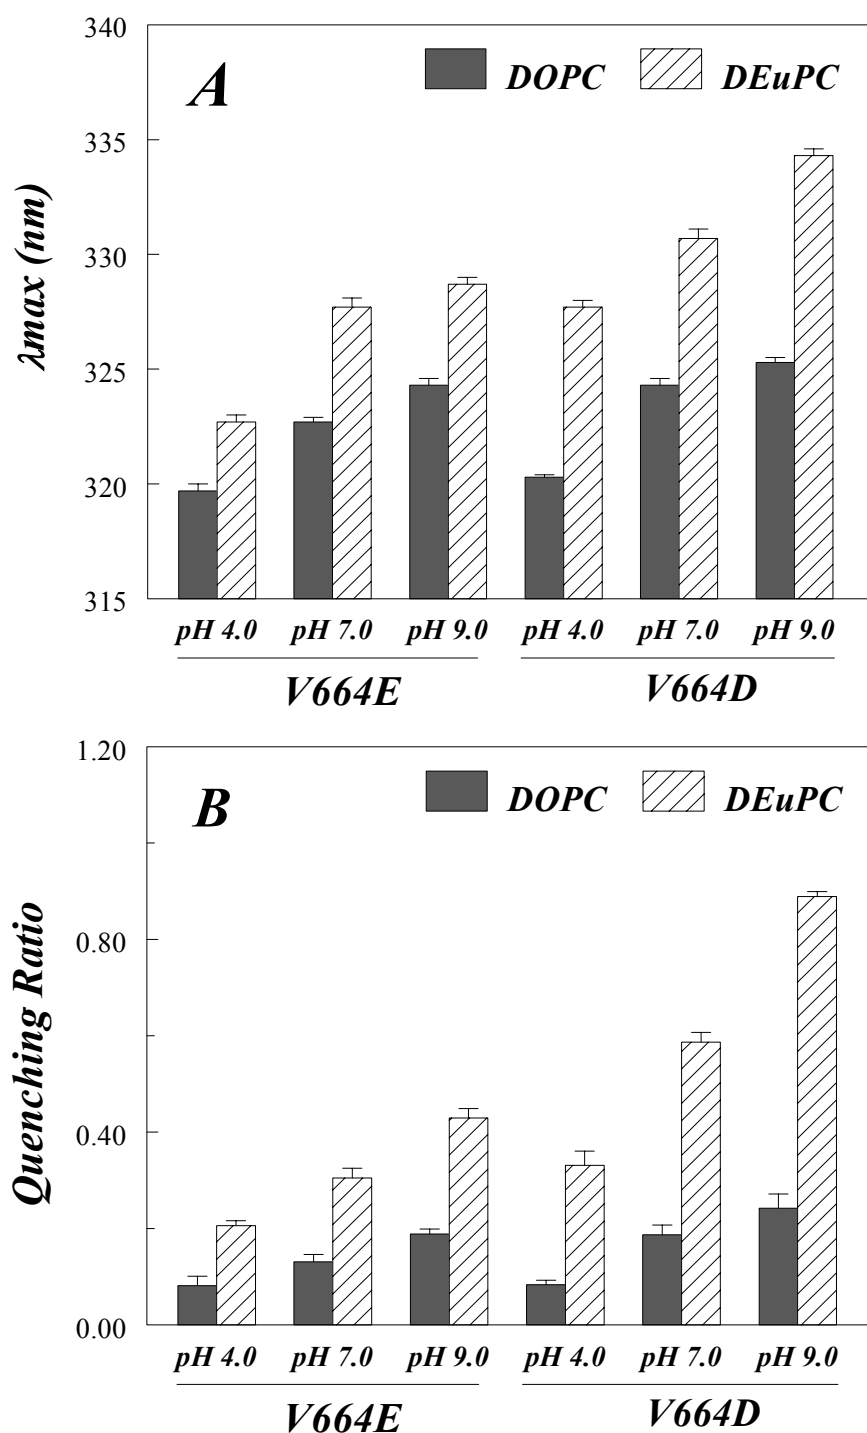 A
DOPC DEuPC
λmax (nm)
340
335
330
325
320
315
pH 4.0 pH 7.0 pH 9.0 pH 4.0 pH 7.0 pH 9.0
V664E V664D
B
DOPC DEuPC
Quenching Ratio
1.20
0.80
0.40
0.00
pH 4.0 pH 7.0 pH 9.0 pH 4.0 pH 7.0 pH 9.0
V664E V664D